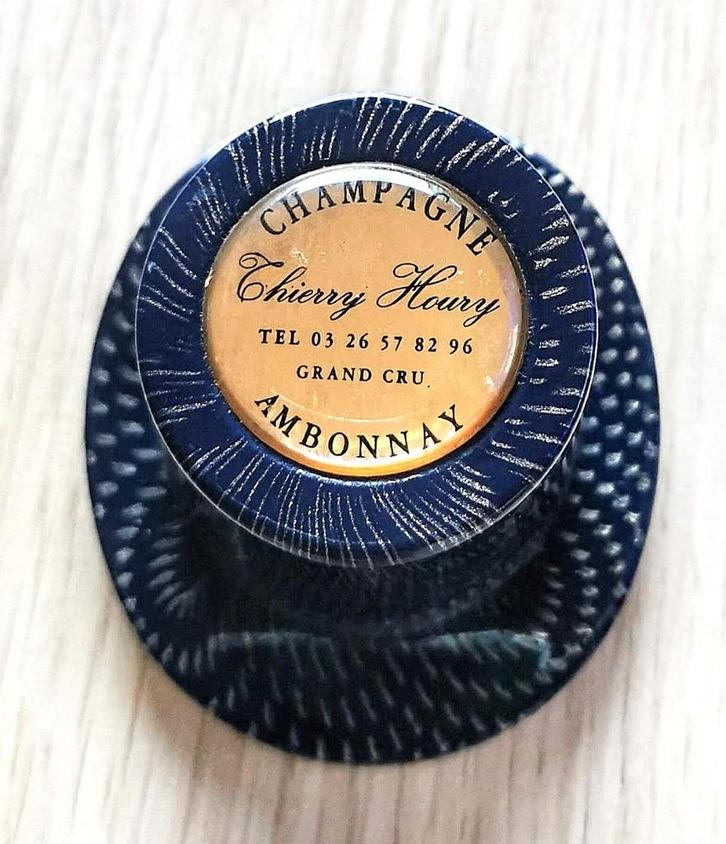 CHAMPAGNE
Thierry Houry
TEL 03 26 57 82 96
GRAND CRU.
AMBONNAY